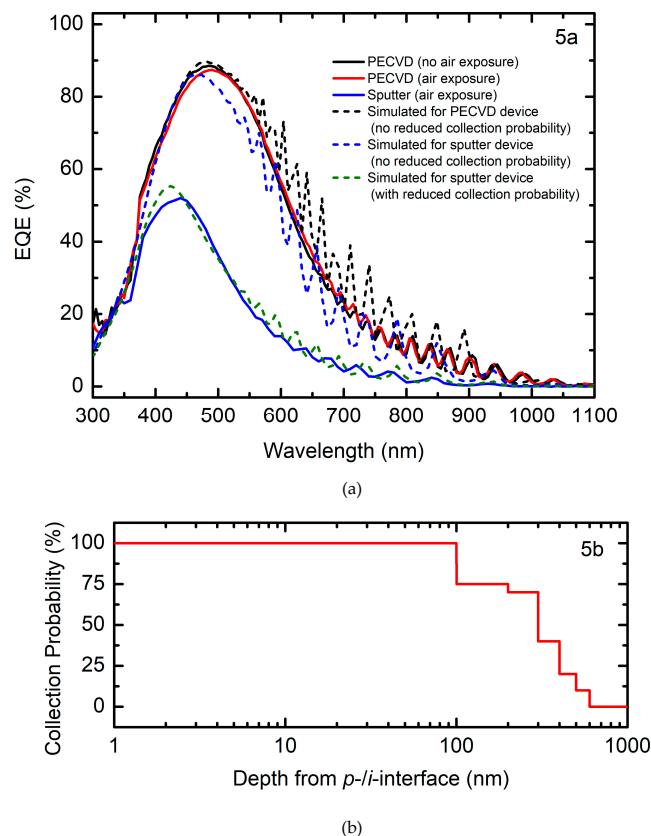 5a
EQE (%)
100
80
60
40
20
0
PECVD (no air exposure)
PECVD (air exposure)
Sputter (air exposure)
Simulated for PECVD device
(no reduced collection probability)
Simulated for sputter device
(no reduced collection probability)
Simulated for sputter device
(with reduced collection probability)
300 400 500 600 700 800 900 1000 1100
Wavelength (nm)
(a)
5b
Collection Probability (%)
100
75
50
25
0
1 10 100 1000
Depth from p-/i-interface (nm)
(b)